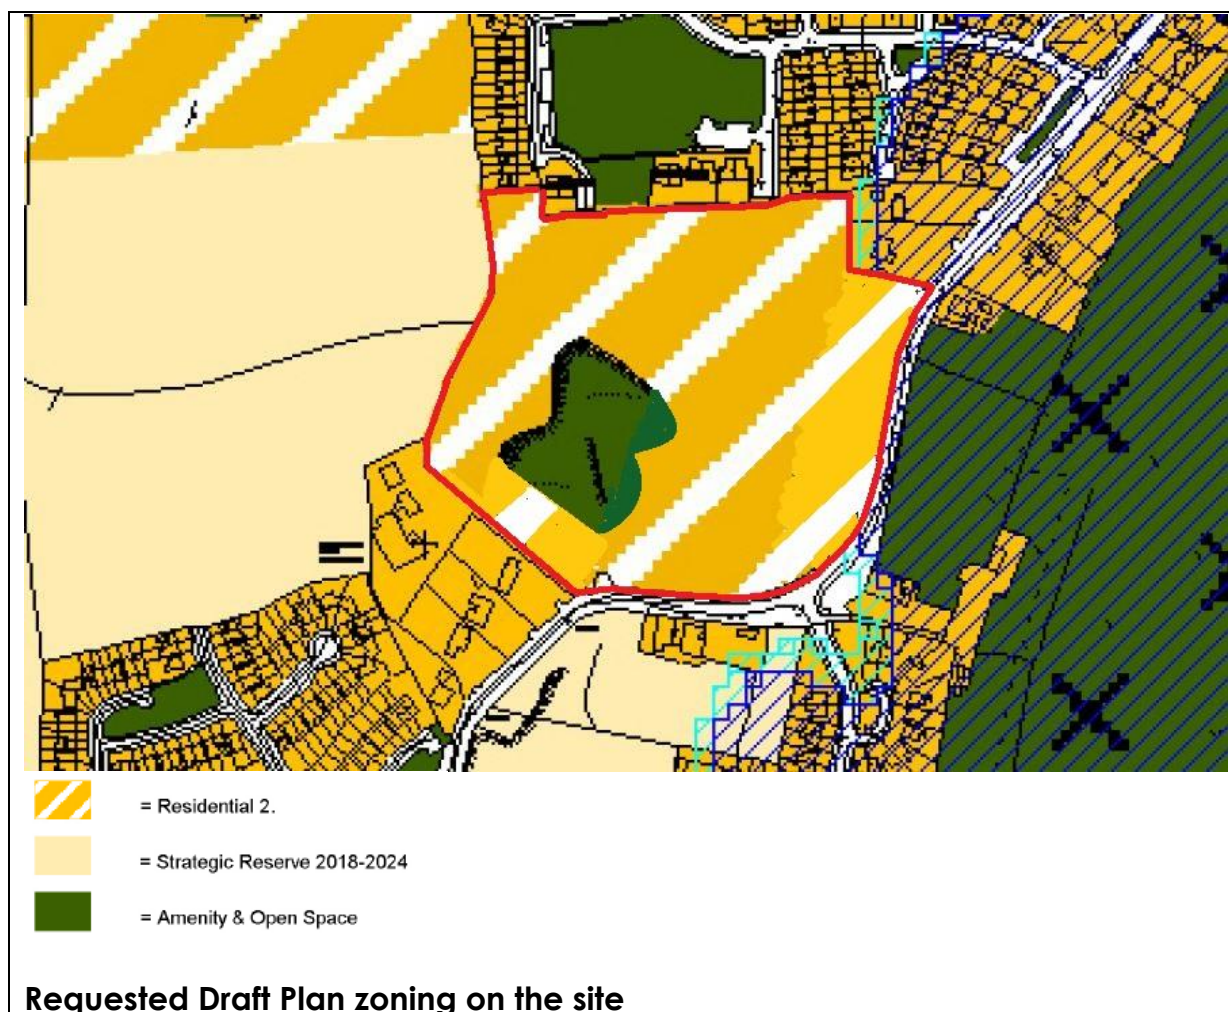 = Residential 2.
= Strategic Reserve 2018-2024
= Amenity & Open Space
Requested Draft Plan zoning on the site